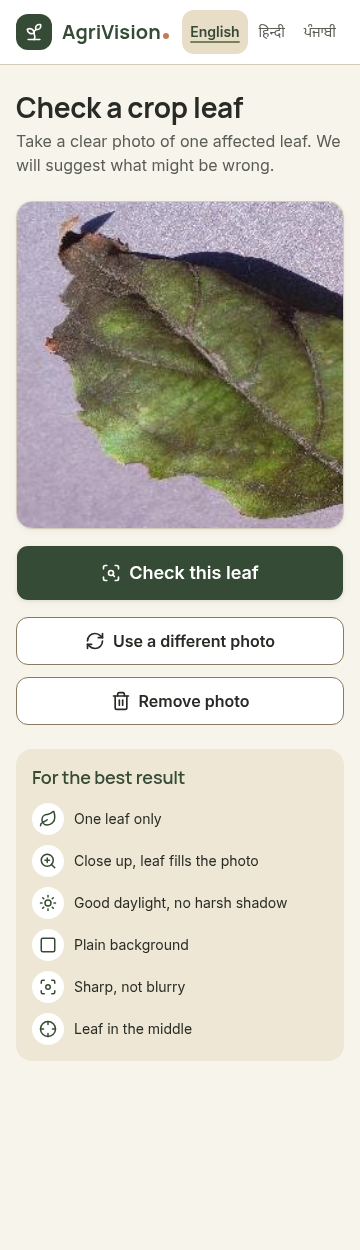 AgriVision
English
हिन्दी
ਪੰਜਾਬੀ
Check a crop leaf
Take a clear photo of one affected leaf. We
will suggest what might be wrong.
Check this leaf
Use a different photo
Remove photo
For the best result
One leaf only
Close up, leaf fills the photo
Good daylight, no harsh shadow
Plain background
Sharp, not blurry
Leaf in the middle